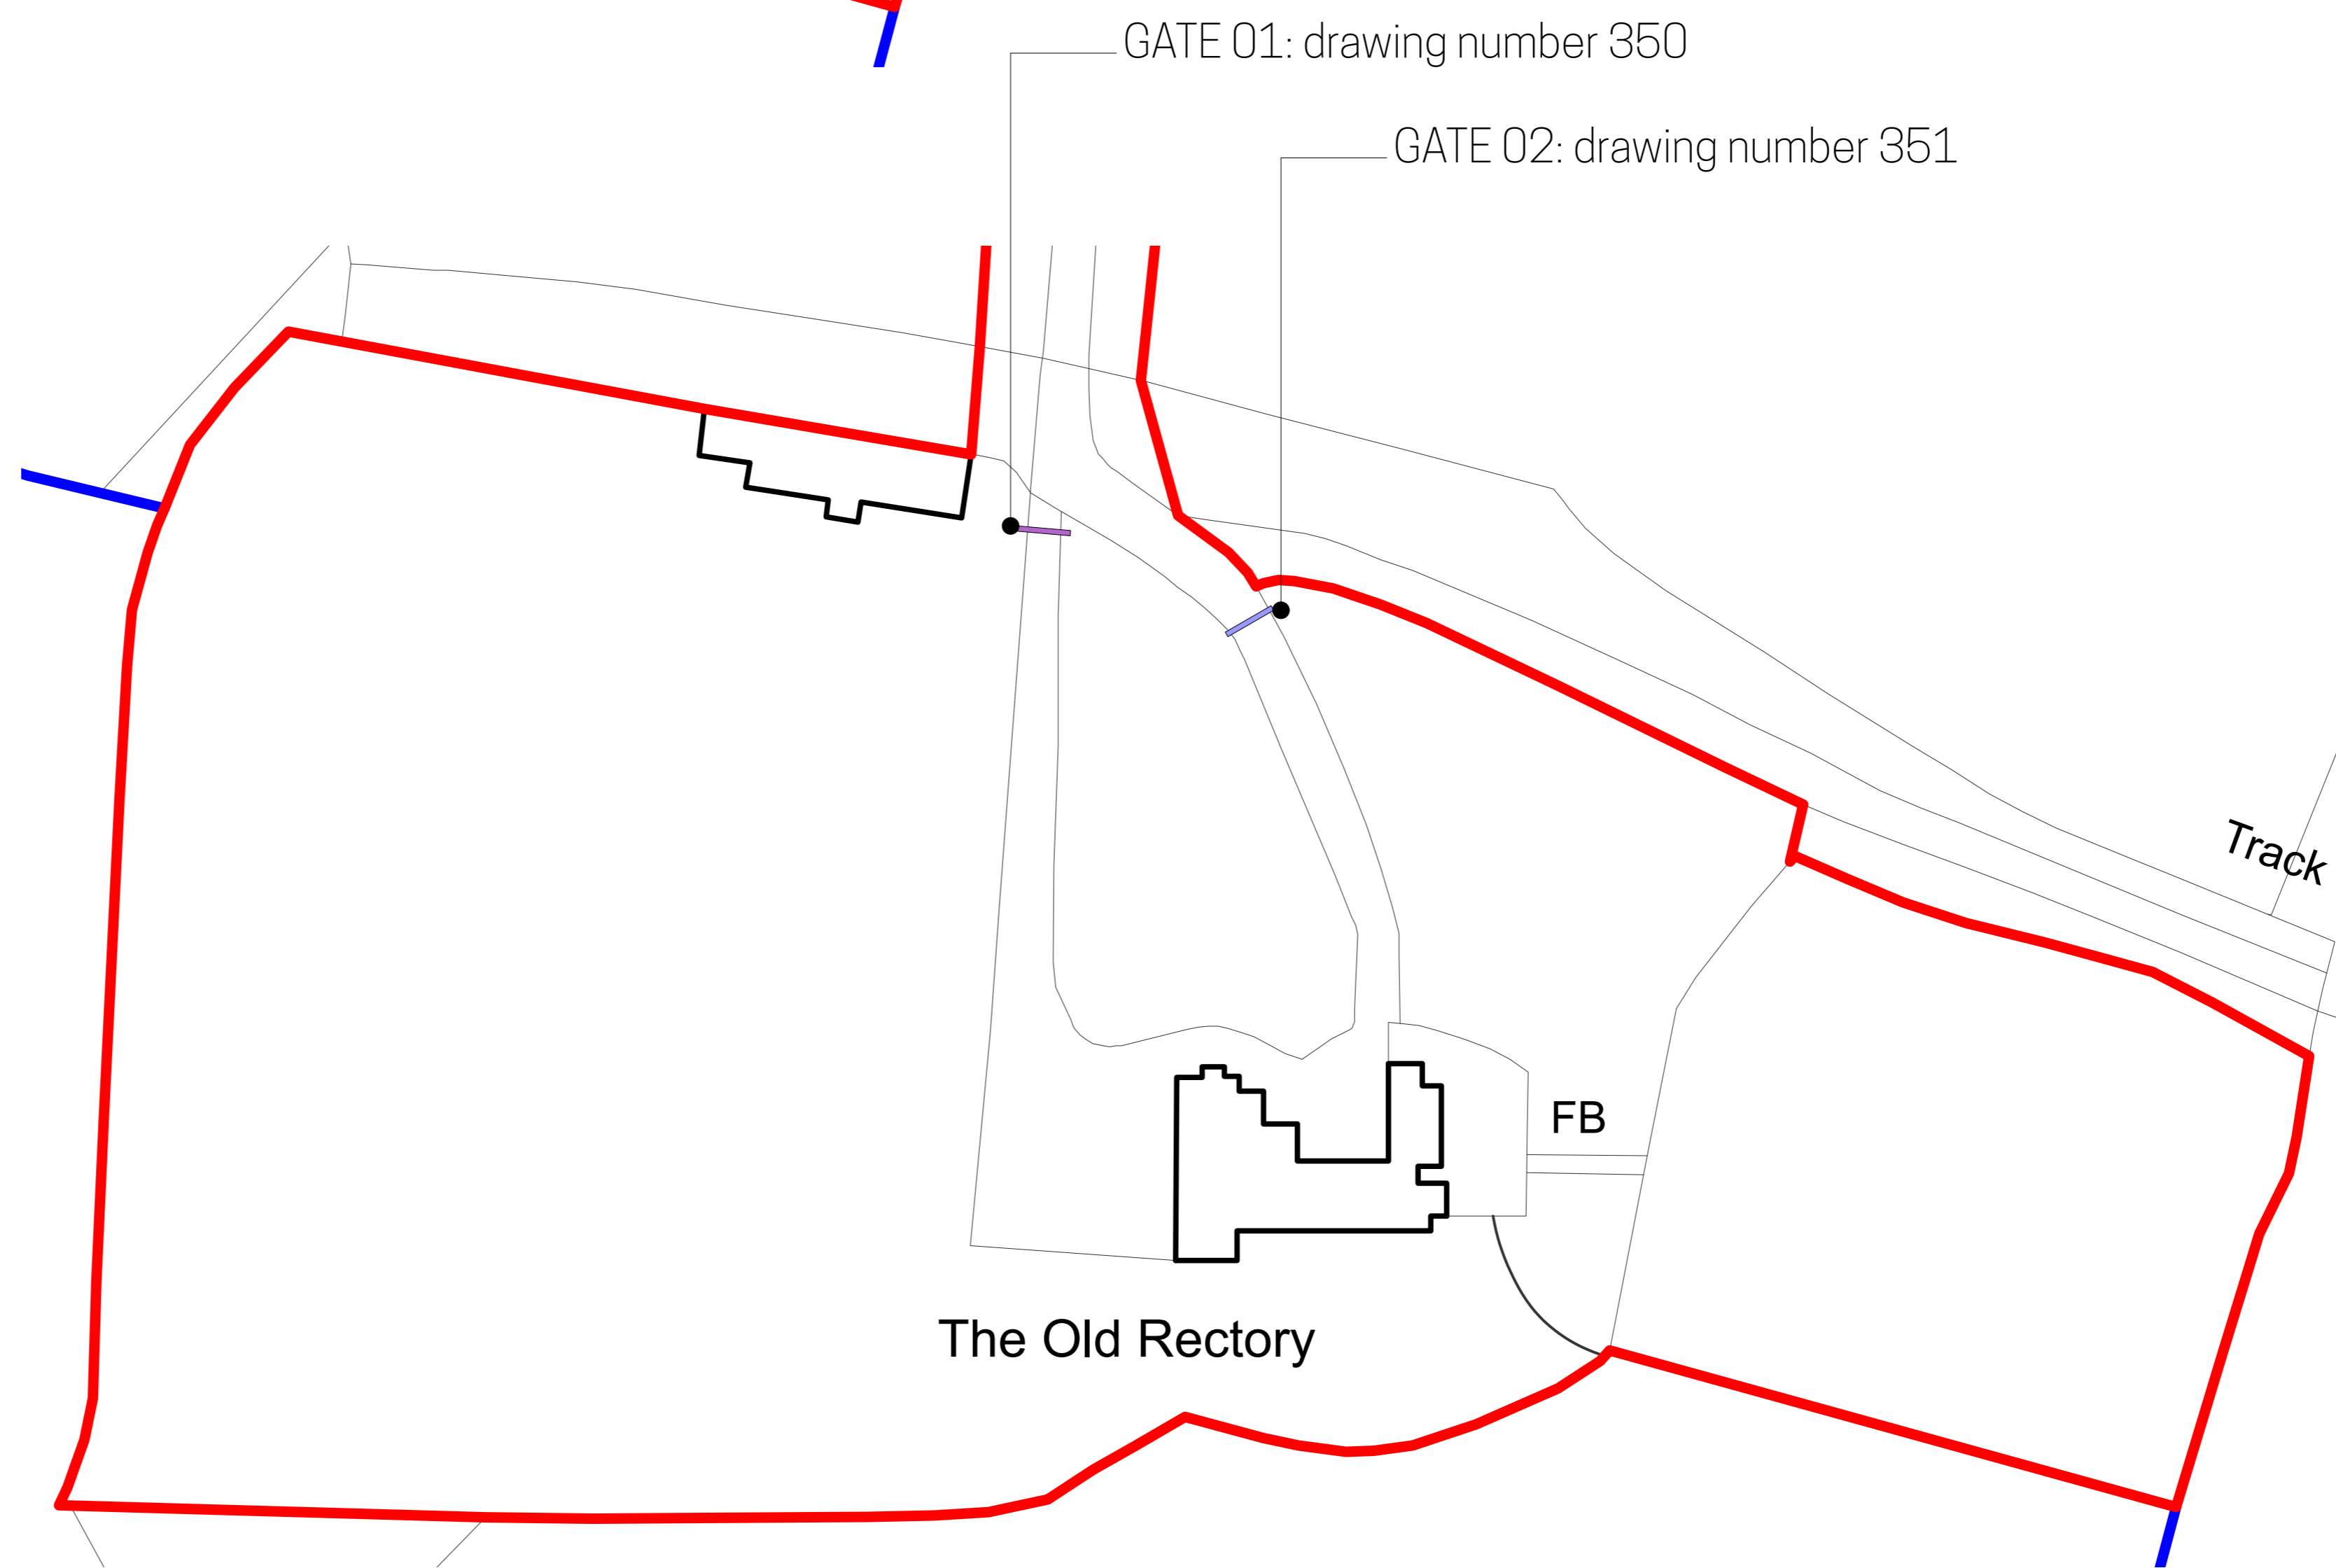 GATE 01: drawing number 350
GATE 02: drawing number 351
Track
FB
The Old Rectory